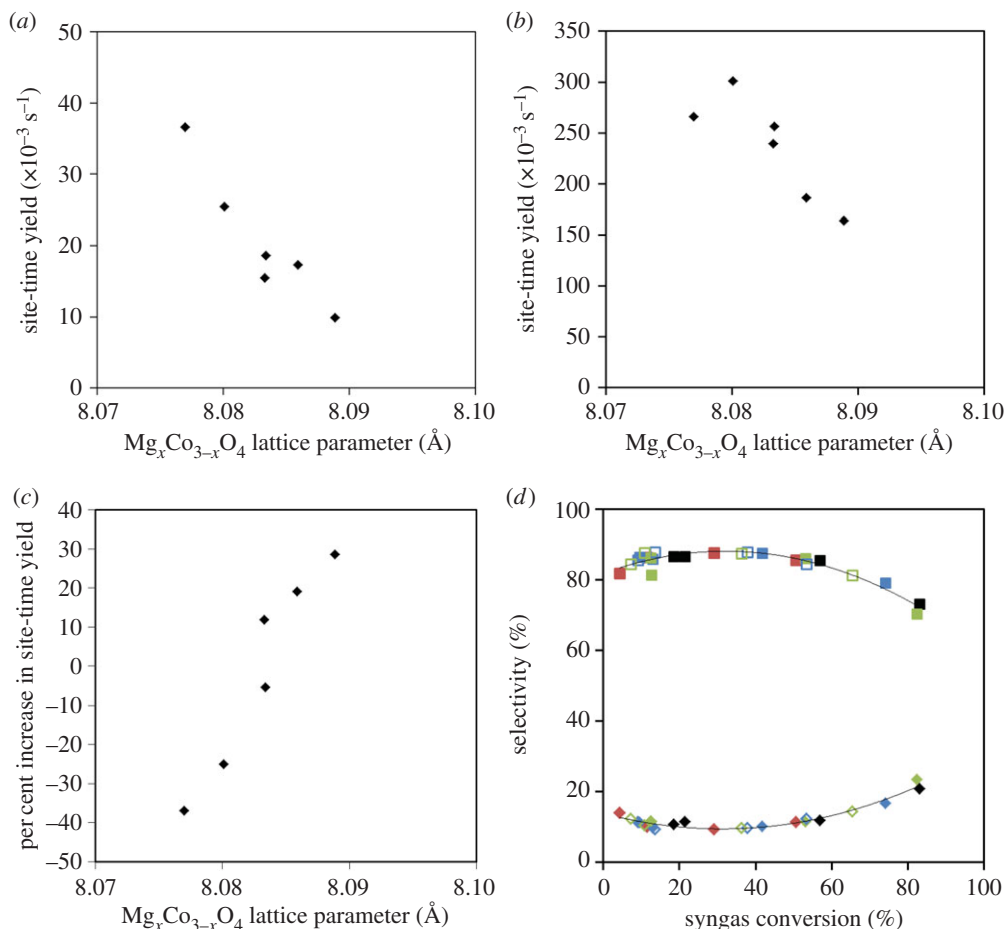 (a)
50
40
30
20
10
0
site-time yield (×10⁻³ s⁻¹)
8.07 8.08 8.09 8.10
MgₓCo₃₋ₓO₄ lattice parameter (Å)
(b)
350
300
250
200
150
100
50
0
site-time yield (×10⁻³ s⁻¹)
8.07 8.08 8.09 8.10
MgₓCo₃₋ₓO₄ lattice parameter (Å)
(c)
40
30
20
10
0
–10
–20
–30
–40
–50
per cent increase in site-time yield
8.07 8.08 8.09 8.10
MgₓCo₃₋ₓO₄ lattice parameter (Å)
(d)
100
80
60
40
20
0
selectivity (%)
0 20 40 60 80 100
syngas conversion (%)